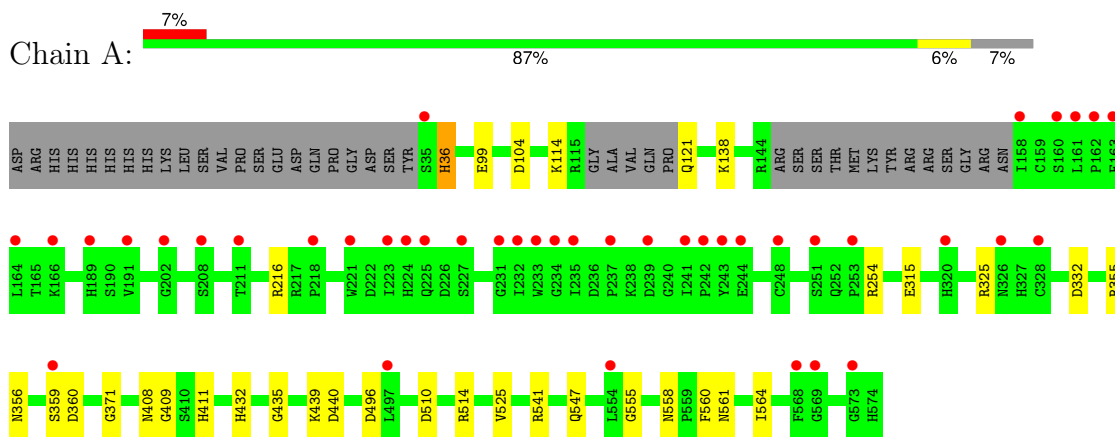 Chain A:
7%
87%
6%
7%
ASP ARG HIS HIS HIS HIS HIS HIS LYS LEU SER VAL PRO SER GLU ASP GLN PRO GLY ASP SER TYR S35 H36 E99 D104 K114 R115 GLY ALA VAL GLN PRO Q121 K138 R144 ARG SER SER THR MET LYS TYR ARG ARG SER GLY ARG ASN I158 C159 S160 L161 P162
L164 T165 K166 H189 S190 V191 G202 S208 T211 R216 R217 P218 W221 D222 I223 H224 Q225 D226 S227 G231 I232 W233 G234 I235 D236 P237 K238 D239 G240 I241 P242 Y243 E244 C248 S251 Q252 P253 R254 E315 H320 R325 N326 H327 C328 D332 R355
N356 S359 D360 G371 N408 G409 S410 H411 H432 G435 K439 D440 D496 L497 D510 R514 V525 R541 Q547 L554 G555 N558 P559 F560 N561 I564 F568 G569 G573 H574